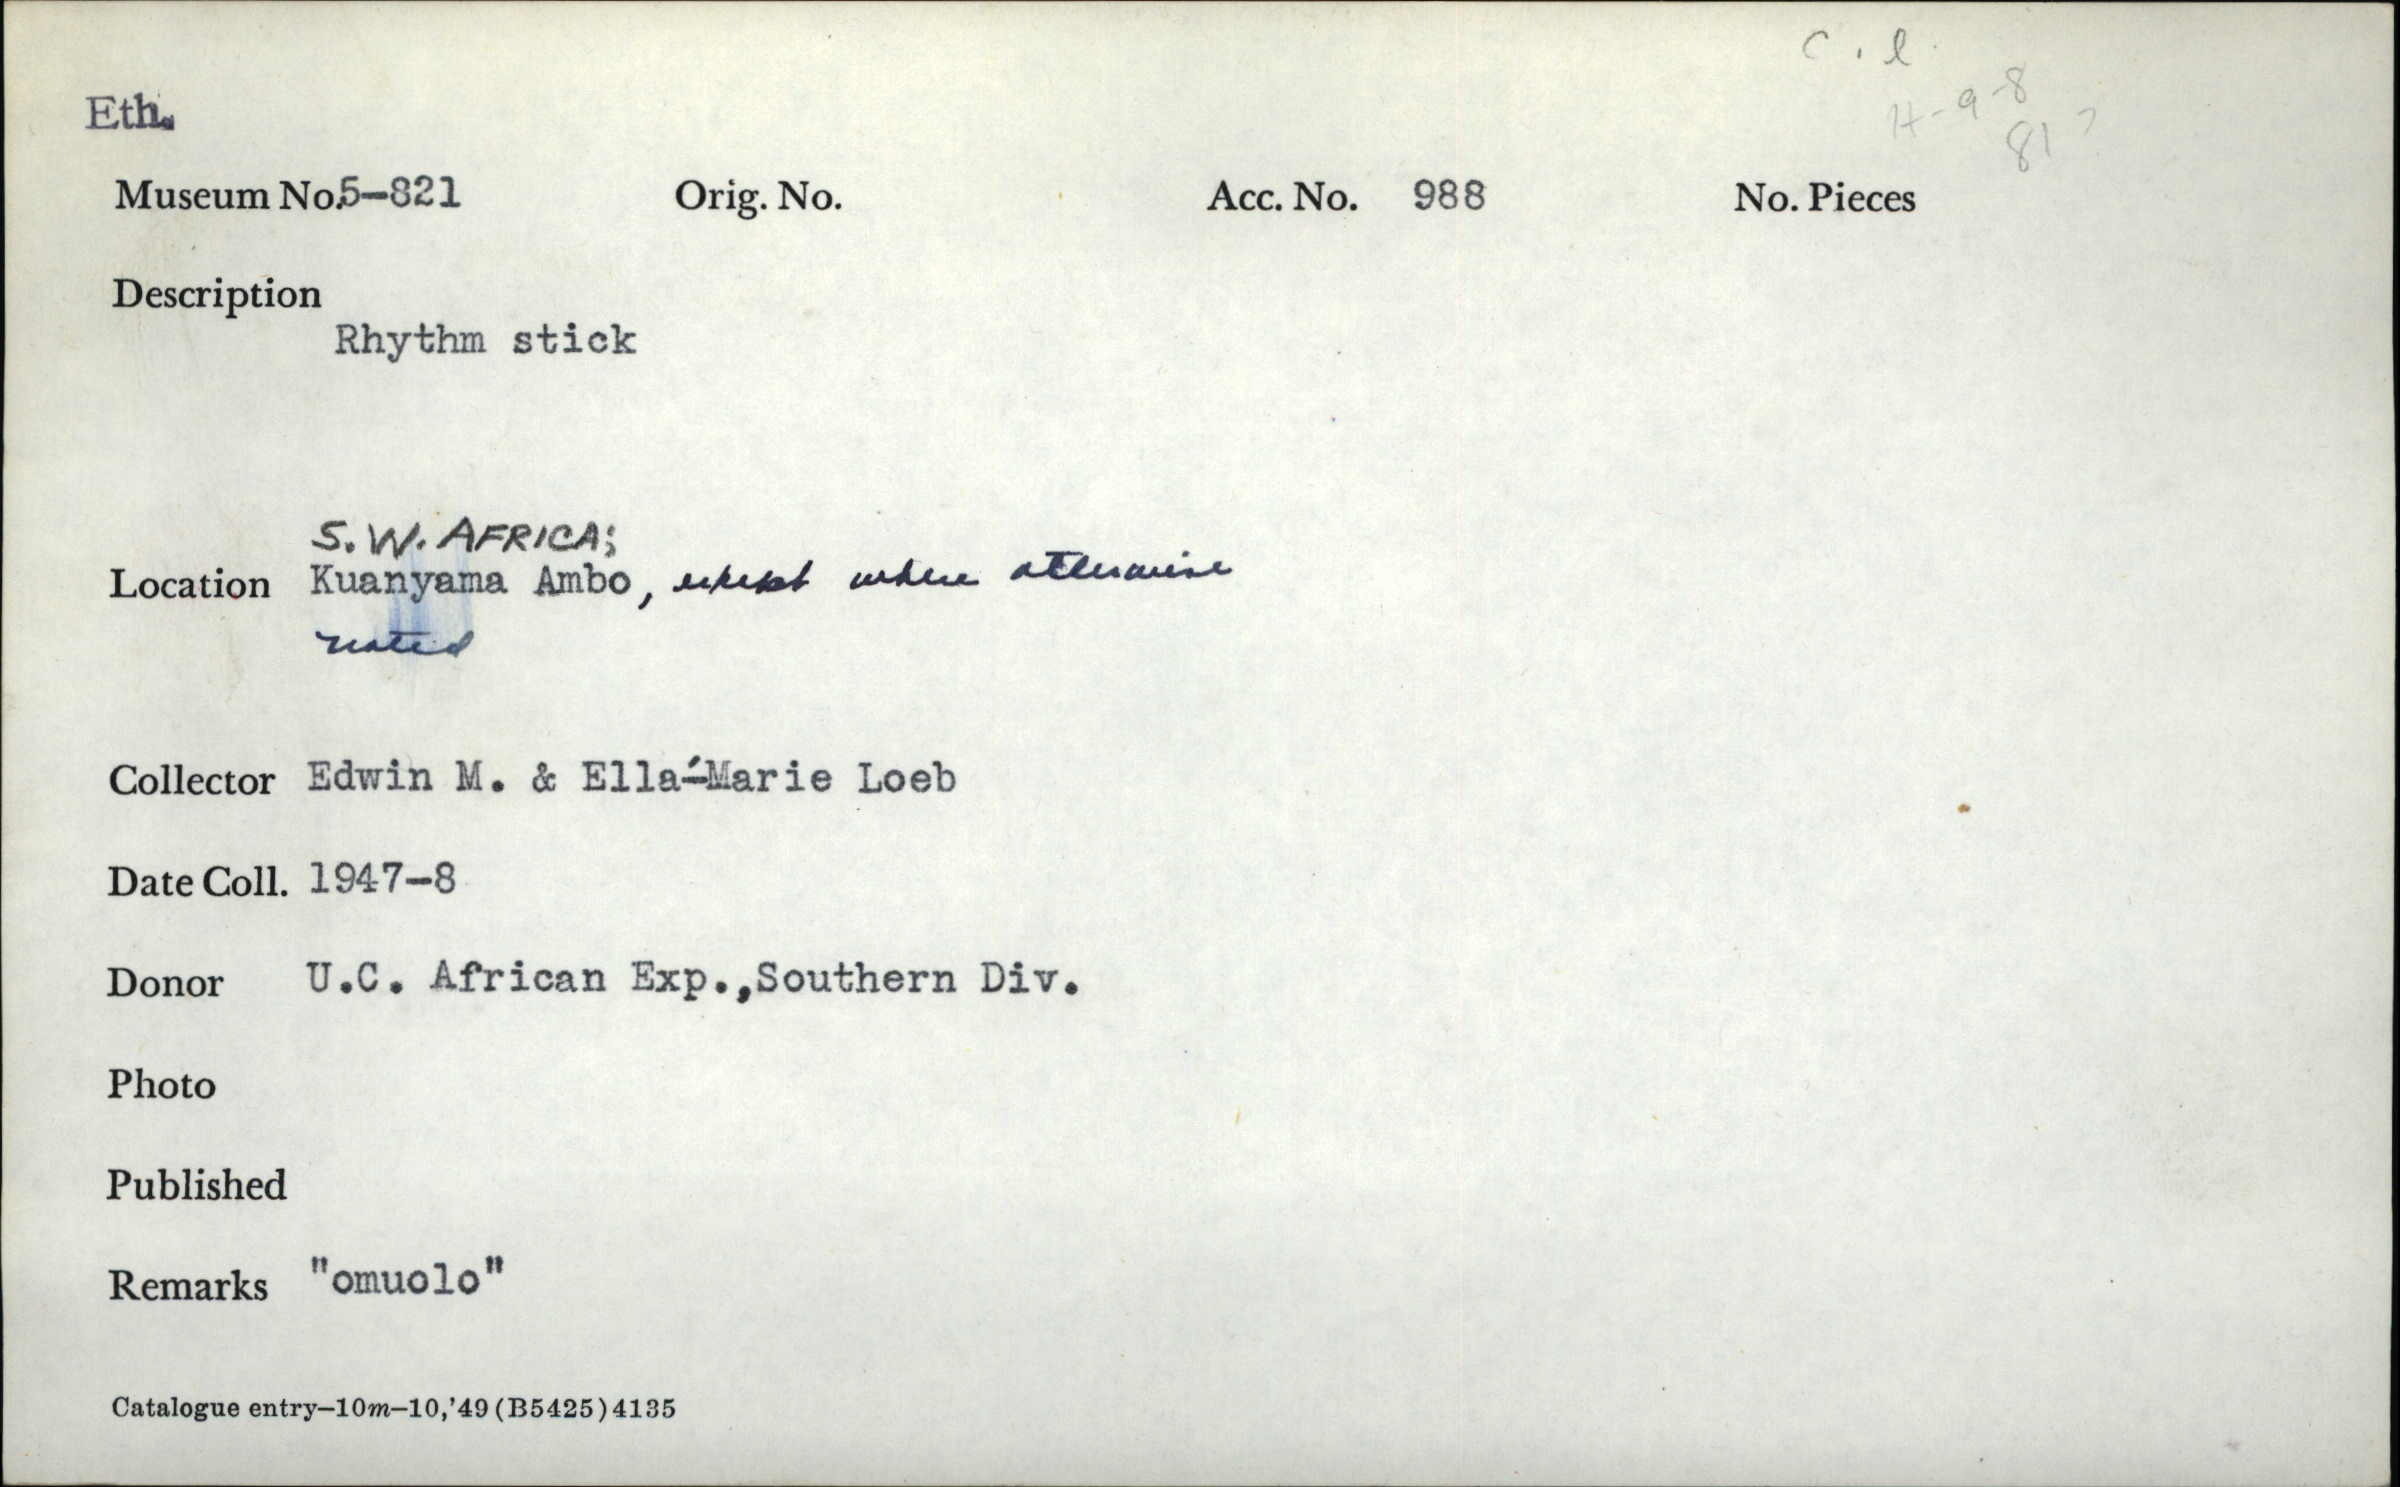 C. l.
H-9-8
81
Eth.
Museum No. 5-821 Orig. No. Acc. No. 988 No. Pieces
Description
Rhythm stick
S.W. AFRICA;
Location Kuanyama Ambo, except where otherwise
noted
Collector Edwin M. & Ella-Marie Loeb
Date Coll. 1947-8
Donor U.C. African Exp.,Southern Div.
Photo
Published
Remarks "omuolo"
Catalogue entry—10m—10,'49 (B5425) 4135